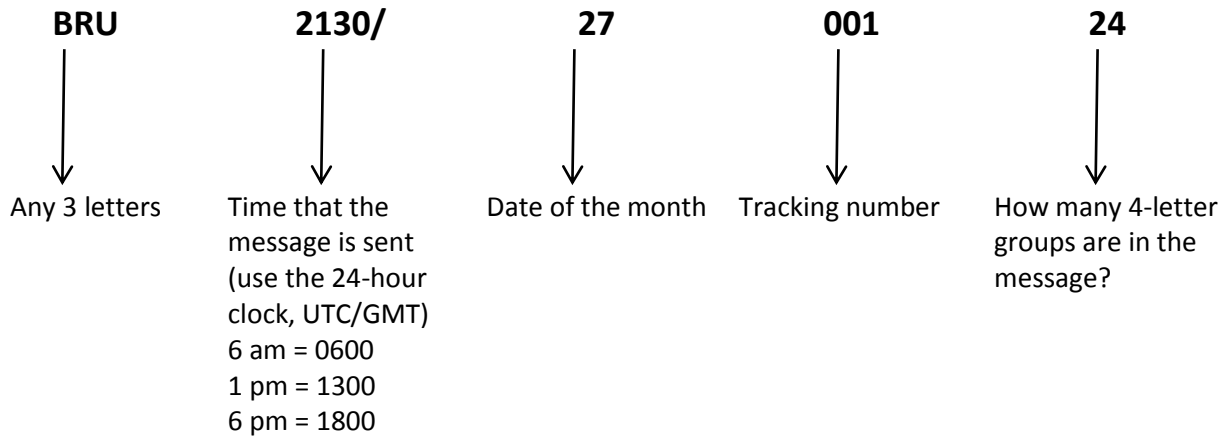 BRU 2130/ 27 001 24
Any 3 letters
Time that the
message is sent
(use the 24-hour
clock, UTC/GMT)
6 am = 0600
1 pm = 1300
6 pm = 1800
Date of the month
Tracking number
How many 4-letter
groups are in the
message?